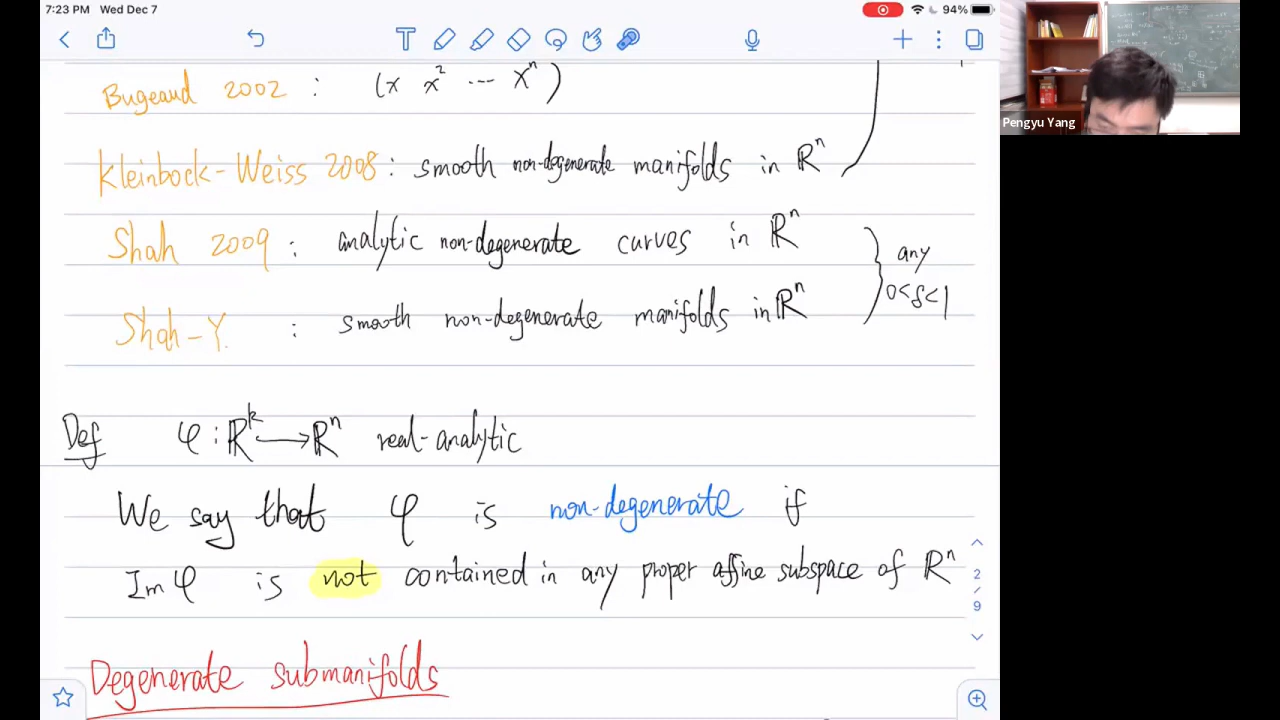 7:23 PM Wed Dec 7
94%
Bugeaud 2002 : (x x² ⋯ xⁿ)
Kleinbock-Weiss 2008 : smooth non-degenerate manifolds in ℝⁿ
Shah 2009 : analytic non-degenerate curves in ℝⁿ
any
0<δ<1
Shah-Y. : smooth non-degenerate manifolds in ℝⁿ
Def φ : ℝᵏ ⟶ ℝⁿ real-analytic
We say that φ is non-degenerate if
Im φ is not contained in any proper affine subspace of ℝⁿ
2
/
9
Degenerate submanifolds
Pengyu Yang